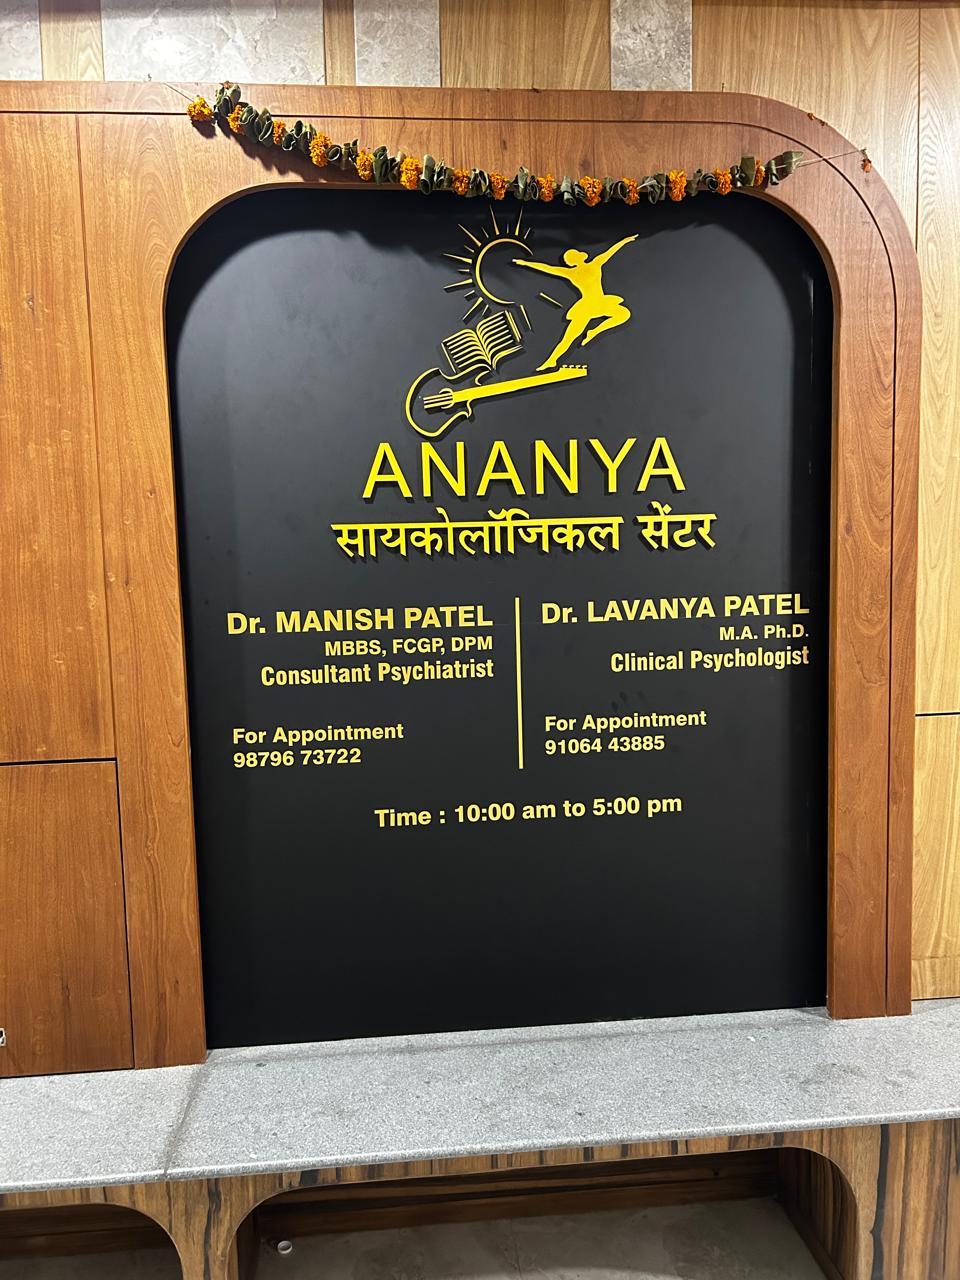 ANANYA
सायकोलॉजिकल सेंटर
Dr. MANISH PATEL
MBBS, FCGP, DPM
Consultant Psychiatrist
For Appointment
98796 73722
Dr. LAVANYA PATEL
M.A. Ph.D.
Clinical Psychologist
For Appointment
91064 43885
Time : 10:00 am to 5:00 pm